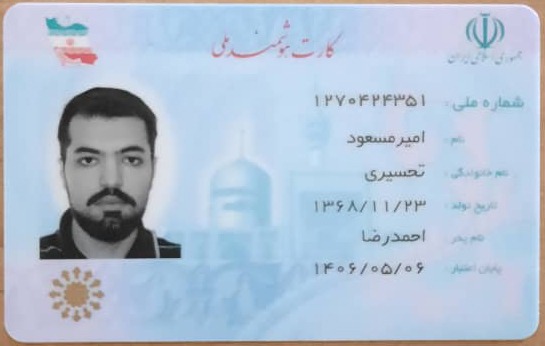 کارت هوشمند ملی
جمهوری اسلامی ایران
شماره ملی: ۱۲۷۰۴۲۴۳۵۱
نام: امیرمسعود
نام خانوادگی: تحسیری
تاریخ تولد: ۱۳۶۸/۱۱/۲۳
نام پدر: احمدرضا
پایان اعتبار: ۱۴۰۶/۰۵/۰۶